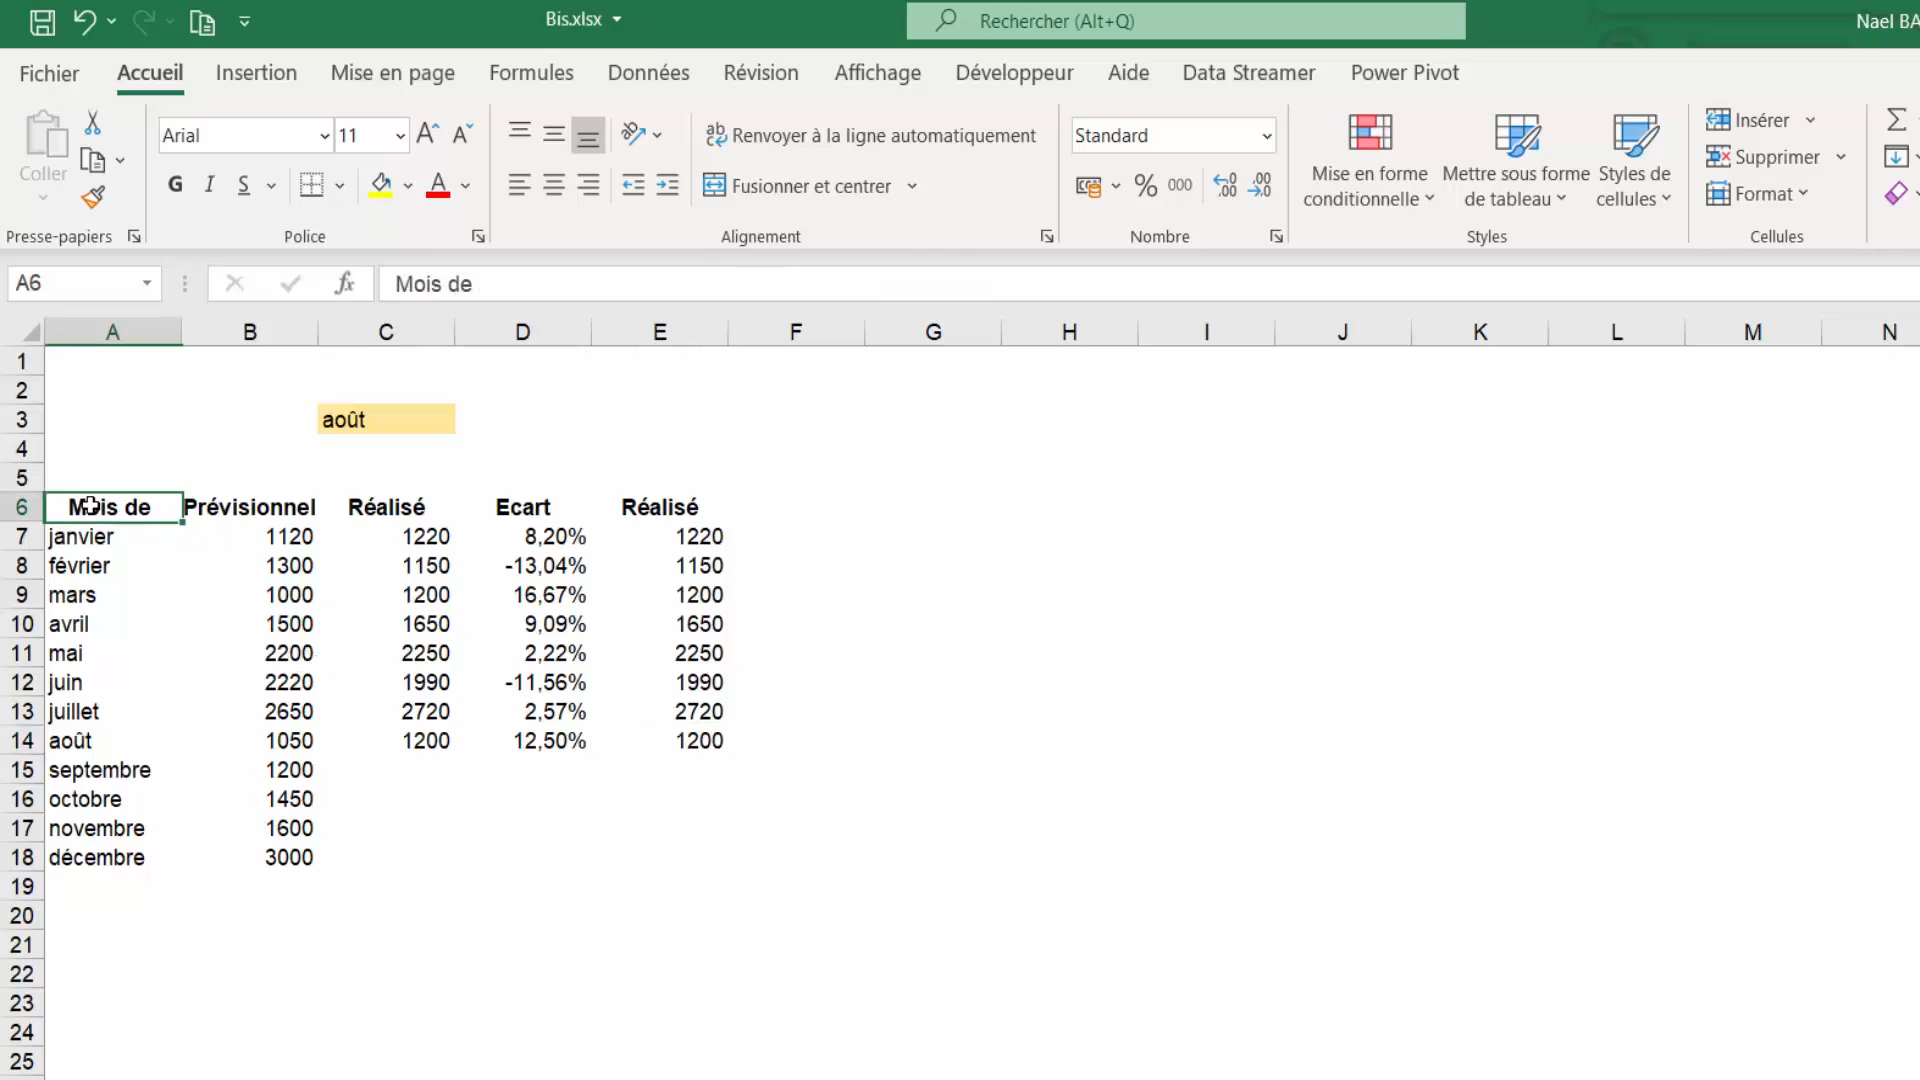 Bis.xlsx
Rechercher (Alt+Q)
Nael BA
Fichier Accueil Insertion Mise en page Formules Données Révision Affichage Développeur Aide Data Streamer Power Pivot
Coller
Arial 11
G I S
Renvoyer à la ligne automatiquement
Fusionner et centrer
Standard
% 000
Mise en forme conditionnelle
Mettre sous forme de tableau
Styles de cellules
Insérer
Supprimer
Format
Presse-papiers Police Alignement Nombre Styles Cellules
A6 fx Mois de
A B C D E F G H I J K L M N
1
2
3 août
4
5
6 Mois de Prévisionnel Réalisé Ecart Réalisé
7 janvier 1120 1220 8,20% 1220
8 février 1300 1150 -13,04% 1150
9 mars 1000 1200 16,67% 1200
10 avril 1500 1650 9,09% 1650
11 mai 2200 2250 2,22% 2250
12 juin 2220 1990 -11,56% 1990
13 juillet 2650 2720 2,57% 2720
14 août 1050 1200 12,50% 1200
15 septembre 1200
16 octobre 1450
17 novembre 1600
18 décembre 3000
19
20
21
22
23
24
25